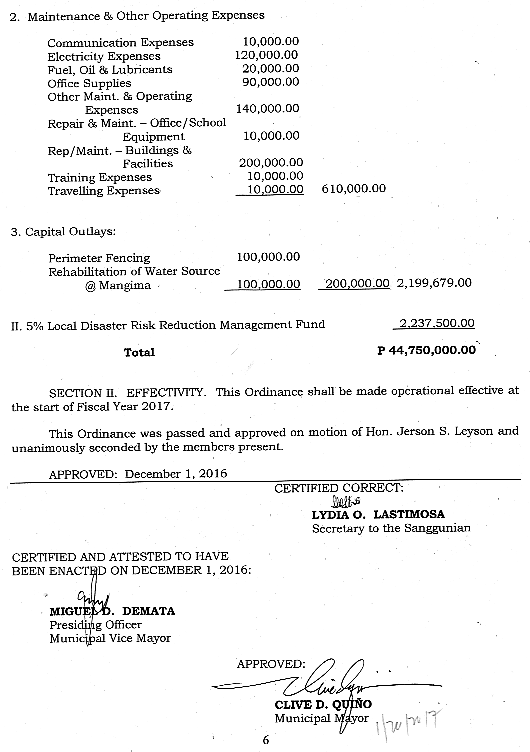 2. Maintenance & Other Operating Expenses
Communication Expenses 10,000.00
Electricity Expenses 120,000.00
Fuel, Oil & Lubricants 20,000.00
Office Supplies 90,000.00
Other Maint. & Operating
Expenses 140,000.00
Repair & Maint. – Office/School
Equipment 10,000.00
Rep/Maint. – Buildings &
Facilities 200,000.00
Training Expenses 10,000.00
Travelling Expenses 10,000.00 610,000.00
3. Capital Outlays:
Perimeter Fencing 100,000.00
Rehabilitation of Water Source
@ Mangima 100,000.00 200,000.00 2,199,679.00
II. 5% Local Disaster Risk Reduction Management Fund 2,237,500.00
Total P 44,750,000.00
SECTION II. EFFECTIVITY. This Ordinance shall be made operational effective at
the start of Fiscal Year 2017.
This Ordinance was passed and approved on motion of Hon. Jerson S. Leyson and
unanimously seconded by the members present.
APPROVED: December 1, 2016
CERTIFIED CORRECT:
LYDIA O. LASTIMOSA
Secretary to the Sanggunian
CERTIFIED AND ATTESTED TO HAVE
BEEN ENACTED ON DECEMBER 1, 2016:
MIGUEL D. DEMATA
Presiding Officer
Municipal Vice Mayor
APPROVED:
CLIVE D. QUIÑO
Municipal Mayor 1/20/2017
6